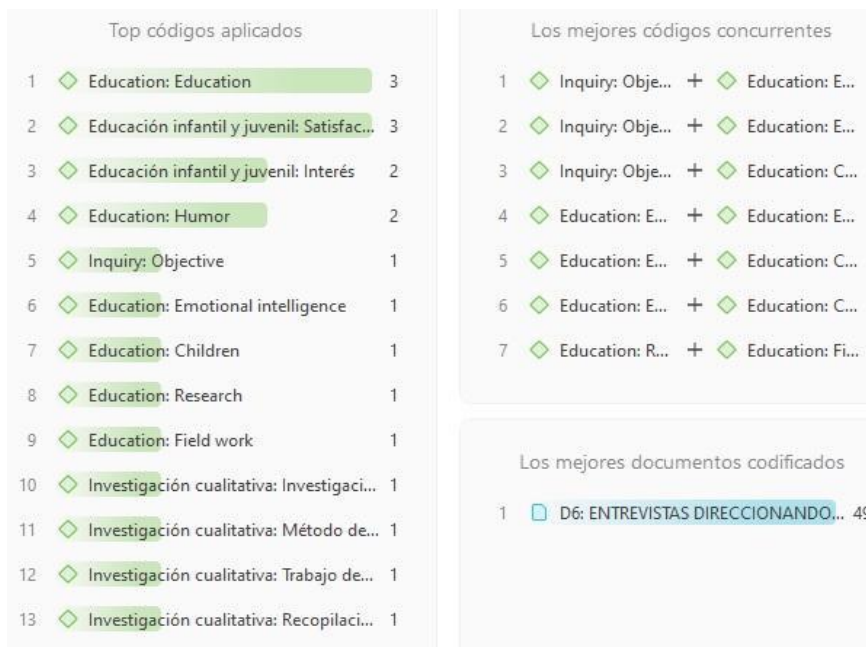 Top códigos aplicados
1 Education: Education 3
2 Educación infantil y juvenil: Satisfac... 3
3 Educación infantil y juvenil: Interés 2
4 Education: Humor 2
5 Inquiry: Objective 1
6 Education: Emotional intelligence 1
7 Education: Children 1
8 Education: Research 1
9 Education: Field work 1
10 Investigación cualitativa: Investigaci... 1
11 Investigación cualitativa: Método de... 1
12 Investigación cualitativa: Trabajo de... 1
13 Investigación cualitativa: Recopilaci... 1
Los mejores códigos concurrentes
1 Inquiry: Obje... + Education: E...
2 Inquiry: Obje... + Education: E...
3 Inquiry: Obje... + Education: C...
4 Education: E... + Education: E...
5 Education: E... + Education: C...
6 Education: E... + Education: C...
7 Education: R... + Education: Fi...
Los mejores documentos codificados
1 D6: ENTREVISTAS DIRECCIONANDO... 49